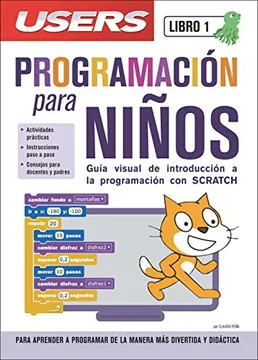 USERS
LIBRO 1
PROGRAMACIÓN
para
NIÑOS
• Actividades
prácticas
• Instrucciones
paso a paso
• Consejos para
docentes y padres
Guía visual de introducción a
la programación con SCRATCH
cambiar fondo a montañas
ir a x: -180 y: -100
repetir 20
mover 10 pasos
cambiar disfraz a disfraz2
esperar 0,2 segundos
mover 10 pasos
cambiar disfraz a disfraz1
esperar 0,2 segundos
por CLAUDIO PEÑA
PARA APRENDER A PROGRAMAR DE LA MANERA MÁS DIVERTIDA Y DIDÁCTICA